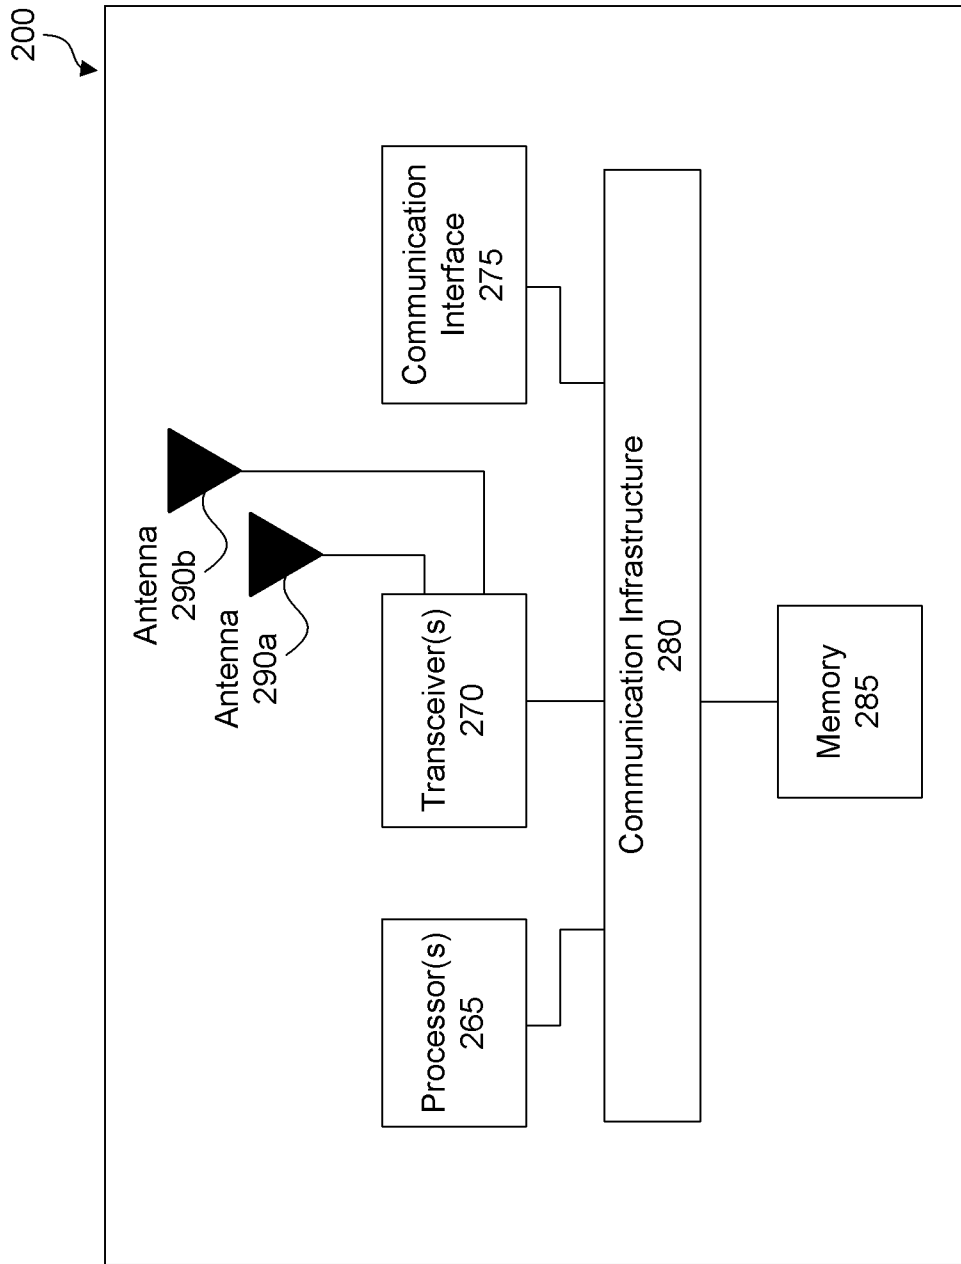 200
Antenna
290b
Antenna
290a
Processor(s)
265
Transceiver(s)
270
Communication
Interface
275
Communication Infrastructure
280
Memory
285